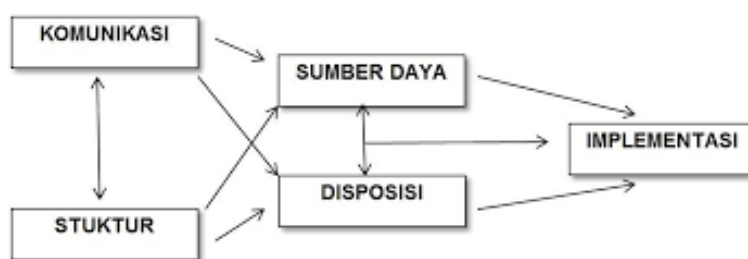 KOMUNIKASI
SUMBER DAYA
IMPLEMENTASI
DISPOSISI
STUKTUR